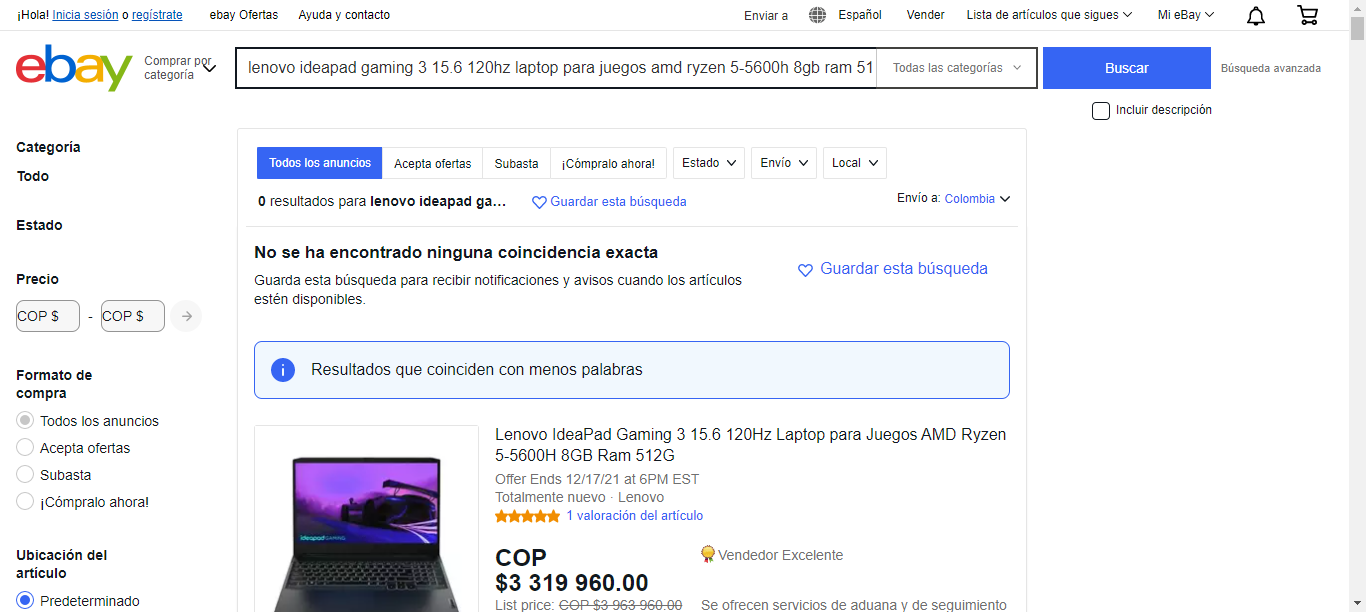 ¡Hola! Inicia sesión o regístrate ebay Ofertas Ayuda y contacto Enviar a Español Vender Lista de artículos que sigues Mi eBay
ebay
Comprar por
categoría
lenovo ideapad gaming 3 15.6 120hz laptop para juegos amd ryzen 5-5600h 8gb ram 51
Todas las categorías
Buscar
Búsqueda avanzada
Incluir descripción
Categoría
Todo
Estado
Precio
COP $ - COP $
Formato de
compra
Todos los anuncios
Acepta ofertas
Subasta
¡Cómpralo ahora!
Ubicación del
artículo
Predeterminado
Todos los anuncios Acepta ofertas Subasta ¡Cómpralo ahora! Estado Envío Local
0 resultados para lenovo ideapad ga... Guardar esta búsqueda Envío a: Colombia
No se ha encontrado ninguna coincidencia exacta
Guarda esta búsqueda para recibir notificaciones y avisos cuando los artículos
estén disponibles.
Guardar esta búsqueda
i Resultados que coinciden con menos palabras
ideapad GAMING
Lenovo IdeaPad Gaming 3 15.6 120Hz Laptop para Juegos AMD Ryzen
5-5600H 8GB Ram 512G
Offer Ends 12/17/21 at 6PM EST
Totalmente nuevo · Lenovo
1 valoración del artículo
COP
$3 319 960.00
List price: COP $3 963 960.00
Vendedor Excelente
Se ofrecen servicios de aduana y de seguimiento